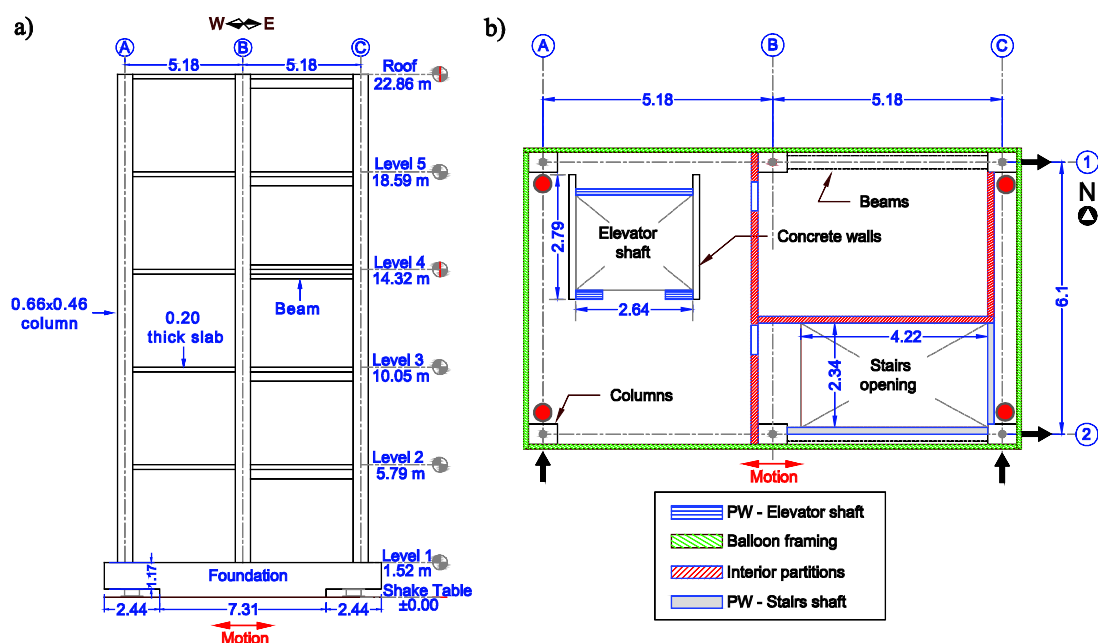 a)
W E
A B C
5.18 5.18
Roof
22.86 m
Level 5
18.59 m
Level 4
14.32 m
Beam
0.66x0.46
column
0.20
thick slab
Level 3
10.05 m
Level 2
5.79 m
Level 1
1.52 m
1.17
Foundation
Shake Table
±0.00
2.44 7.31 2.44
Motion
b)
A B C
5.18 5.18
1
N
Beams
2.79
Elevator
shaft
Concrete walls
2.64
6.1
4.22
2.34
Stairs
opening
Columns
2
Motion
PW - Elevator shaft
Balloon framing
Interior partitions
PW - Stairs shaft